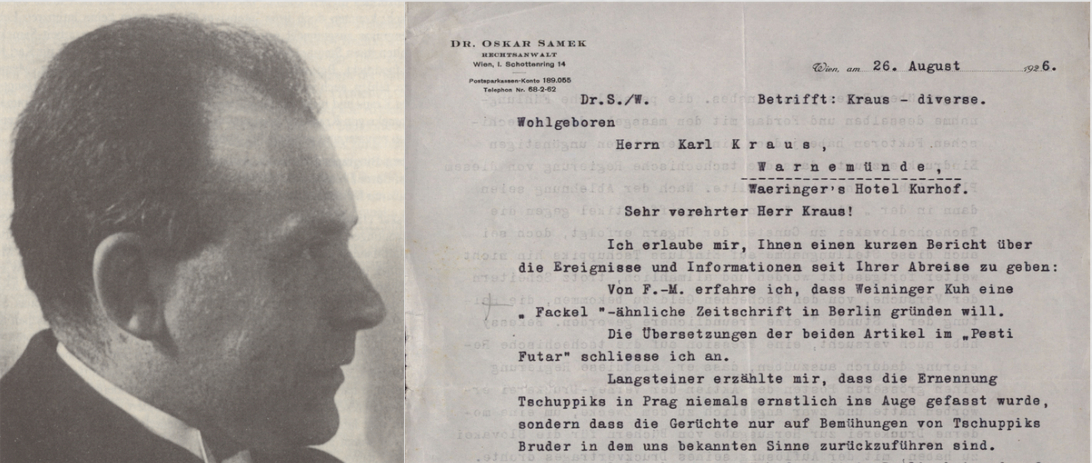 DR. OSKAR SAMEK
RECHTSANWALT
Wien, I. Schottenring 14
Postsparkassen-Konto 189.055
Telephon Nr. 68-2-62
Wien, am 26. August 1926.
Dr.S./W. Betrifft: Kraus - diverse.
Wohlgeboren
Herrn Karl Kraus,
Warnemünde,
Waeringer's Hotel Kurhof.
Sehr verehrter Herr Kraus!
Ich erlaube mir, Ihnen einen kurzen Bericht über
die Ereignisse und Informationen seit Ihrer Abreise zu geben:
Von F.-M. erfahre ich, dass Weininger Kuh eine
„ Fackel "-ähnliche Zeitschrift in Berlin gründen will.
Die Übersetzungen der beiden Artikel im „Pesti
Futar" schliesse ich an.
Langsteiner erzählte mir, dass die Ernennung
Tschuppiks in Prag niemals ernstlich ins Auge gefasst wurde,
sondern dass die Gerüchte nur auf Bemühungen von Tschuppiks
Bruder in dem uns bekannten Sinne zurückzuführen sind.